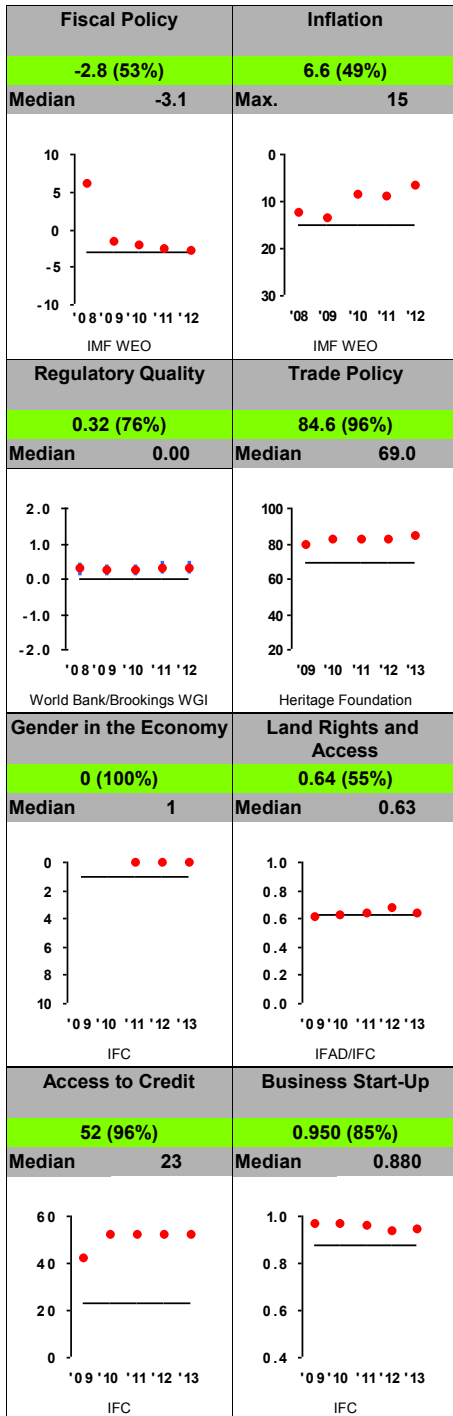 Fiscal Policy
-2.8 (53%)
Median -3.1
10
5
0
-5
-10
'08 '09 '10 '11 '12
IMF WEO
Inflation
6.6 (49%)
Max. 15
0
10
20
30
'08 '09 '10 '11 '12
IMF WEO
Regulatory Quality
0.32 (76%)
Median 0.00
2.0
1.0
0.0
-1.0
-2.0
'08 '09 '10 '11 '12
World Bank/Brookings WGI
Trade Policy
84.6 (96%)
Median 69.0
100
80
60
40
20
'09 '10 '11 '12 '13
Heritage Foundation
Gender in the Economy
0 (100%)
Median 1
0
2
4
6
8
10
'09 '10 '11 '12 '13
IFC
Land Rights and
Access
0.64 (55%)
Median 0.63
1.0
0.8
0.6
0.4
0.2
0.0
'09 '10 '11 '12 '13
IFAD/IFC
Access to Credit
52 (96%)
Median 23
60
40
20
0
'09 '10 '11 '12 '13
IFC
Business Start-Up
0.950 (85%)
Median 0.880
1.0
0.8
0.6
0.4
'09 '10 '11 '12 '13
IFC